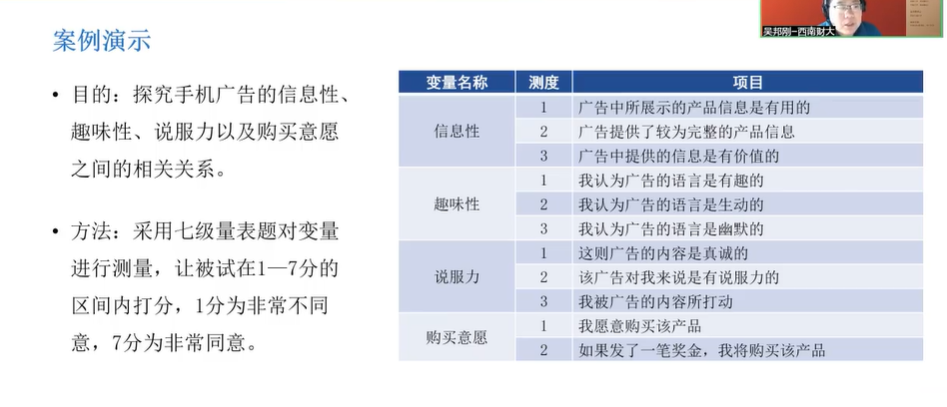 吴邦刚-西南财大
案例演示
• 目的：探究手机广告的信息性、
趣味性、说服力以及购买意愿
之间的相关关系。
• 方法：采用七级量表题对变量
进行测量，让被试在1—7分的
区间内打分，1分为非常不同
意，7分为非常同意。
变量名称 测度 项目
信息性
1 广告中所展示的产品信息是有用的
2 广告提供了较为完整的产品信息
3 广告中提供的信息是有价值的
趣味性
1 我认为广告的语言是有趣的
2 我认为广告的语言是生动的
3 我认为广告的语言是幽默的
说服力
1 这则广告的内容是真诚的
2 该广告对我来说是有说服力的
3 我被广告的内容所打动
购买意愿
1 我愿意购买该产品
2 如果发了一笔奖金，我将购买该产品